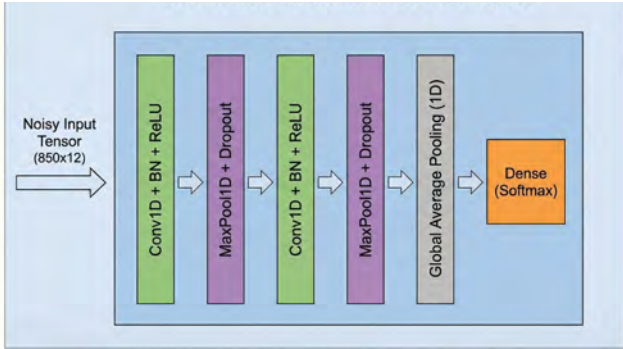 Noisy Input
Tensor
(850x12)
Conv1D + BN + ReLU
MaxPool1D + Dropout
Conv1D + BN + ReLU
MaxPool1D + Dropout
Global Average Pooling (1D)
Dense
(Softmax)